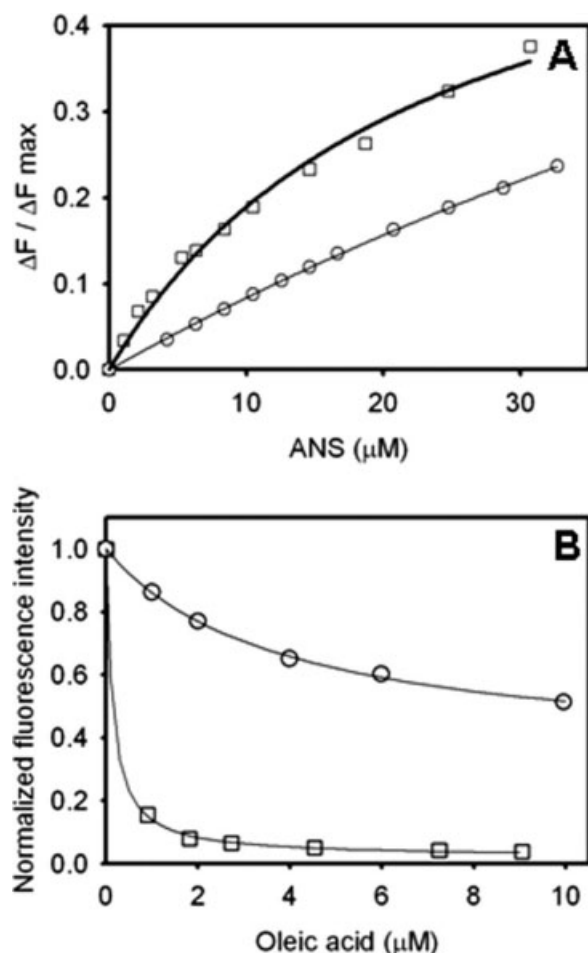 A
0.4
0.3
0.2
0.1
0.0
ΔF / ΔF max
0 10 20 30
ANS (μM)
B
1.0
0.8
0.6
0.4
0.2
0.0
Normalized fluorescence intensity
0 2 4 6 8 10
Oleic acid (μM)